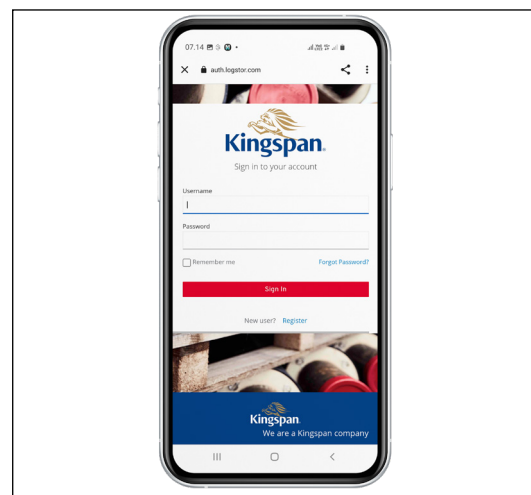 07.14
auth.logstor.com
Kingspan.
Sign in to your account
Username
Password
Remember me Forgot Password?
Sign In
New user? Register
Kingspan.
We are a Kingspan company